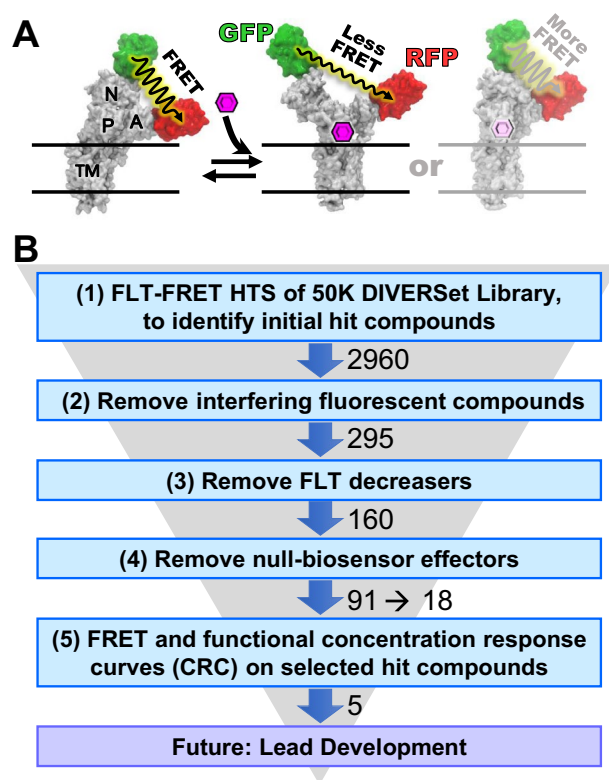 A
GFP
FRET
Less
FRET
RFP
More
FRET
N
P
A
TM
or
B
(1) FLT-FRET HTS of 50K DIVERSet Library,
to identify initial hit compounds
2960
(2) Remove interfering fluorescent compounds
295
(3) Remove FLT decreasers
160
(4) Remove null-biosensor effectors
91 → 18
(5) FRET and functional concentration response
curves (CRC) on selected hit compounds
5
Future: Lead Development